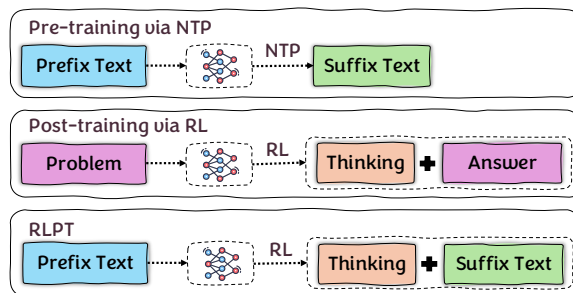 Pre-training via NTP
Prefix Text NTP Suffix Text
Post-training via RL
Problem RL Thinking + Answer
RLPT
Prefix Text RL Thinking + Suffix Text